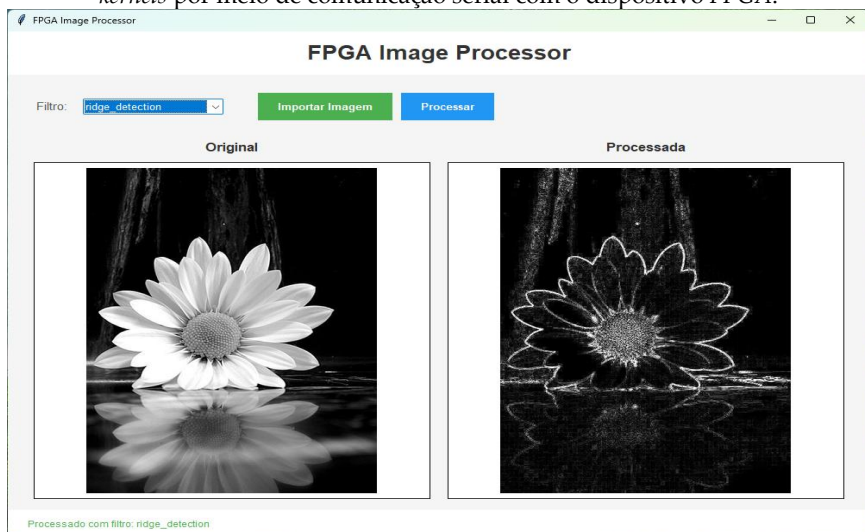 kernels por meio de comunicação serial com o dispositivo FPGA.
FPGA Image Processor
FPGA Image Processor
Filtro: ridge_detection Importar Imagem Processar
Original Processada
Processado com filtro: ridge_detection